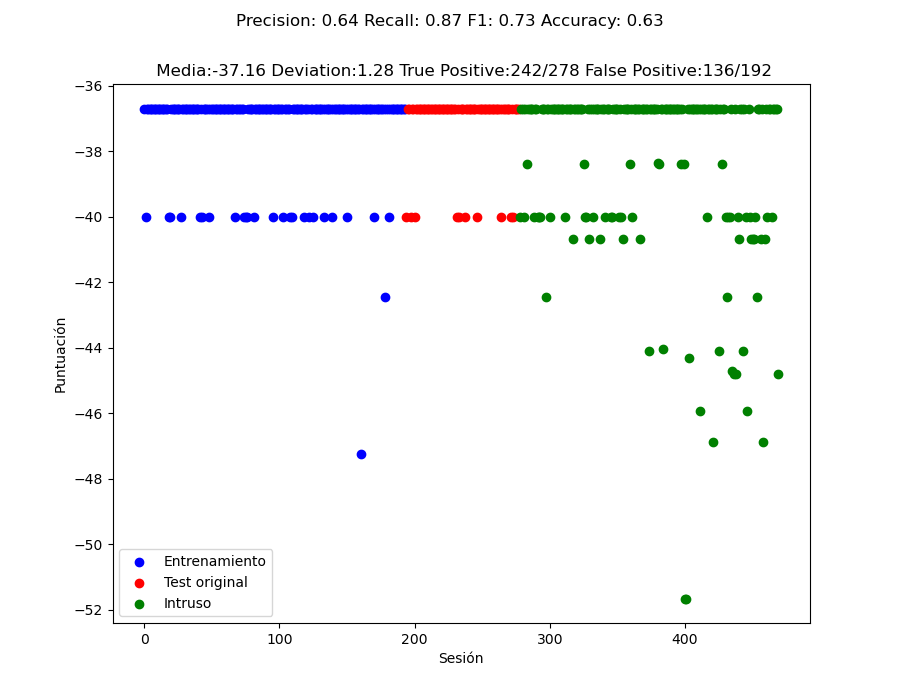 Precision: 0.64 Recall: 0.87 F1: 0.73 Accuracy: 0.63
Media:-37.16 Deviation:1.28 True Positive:242/278 False Positive:136/192
−36
−38
−40
−42
−44
−46
−48
−50
−52
Puntuación
Entrenamiento
Test original
Intruso
0 100 200 300 400
Sesión